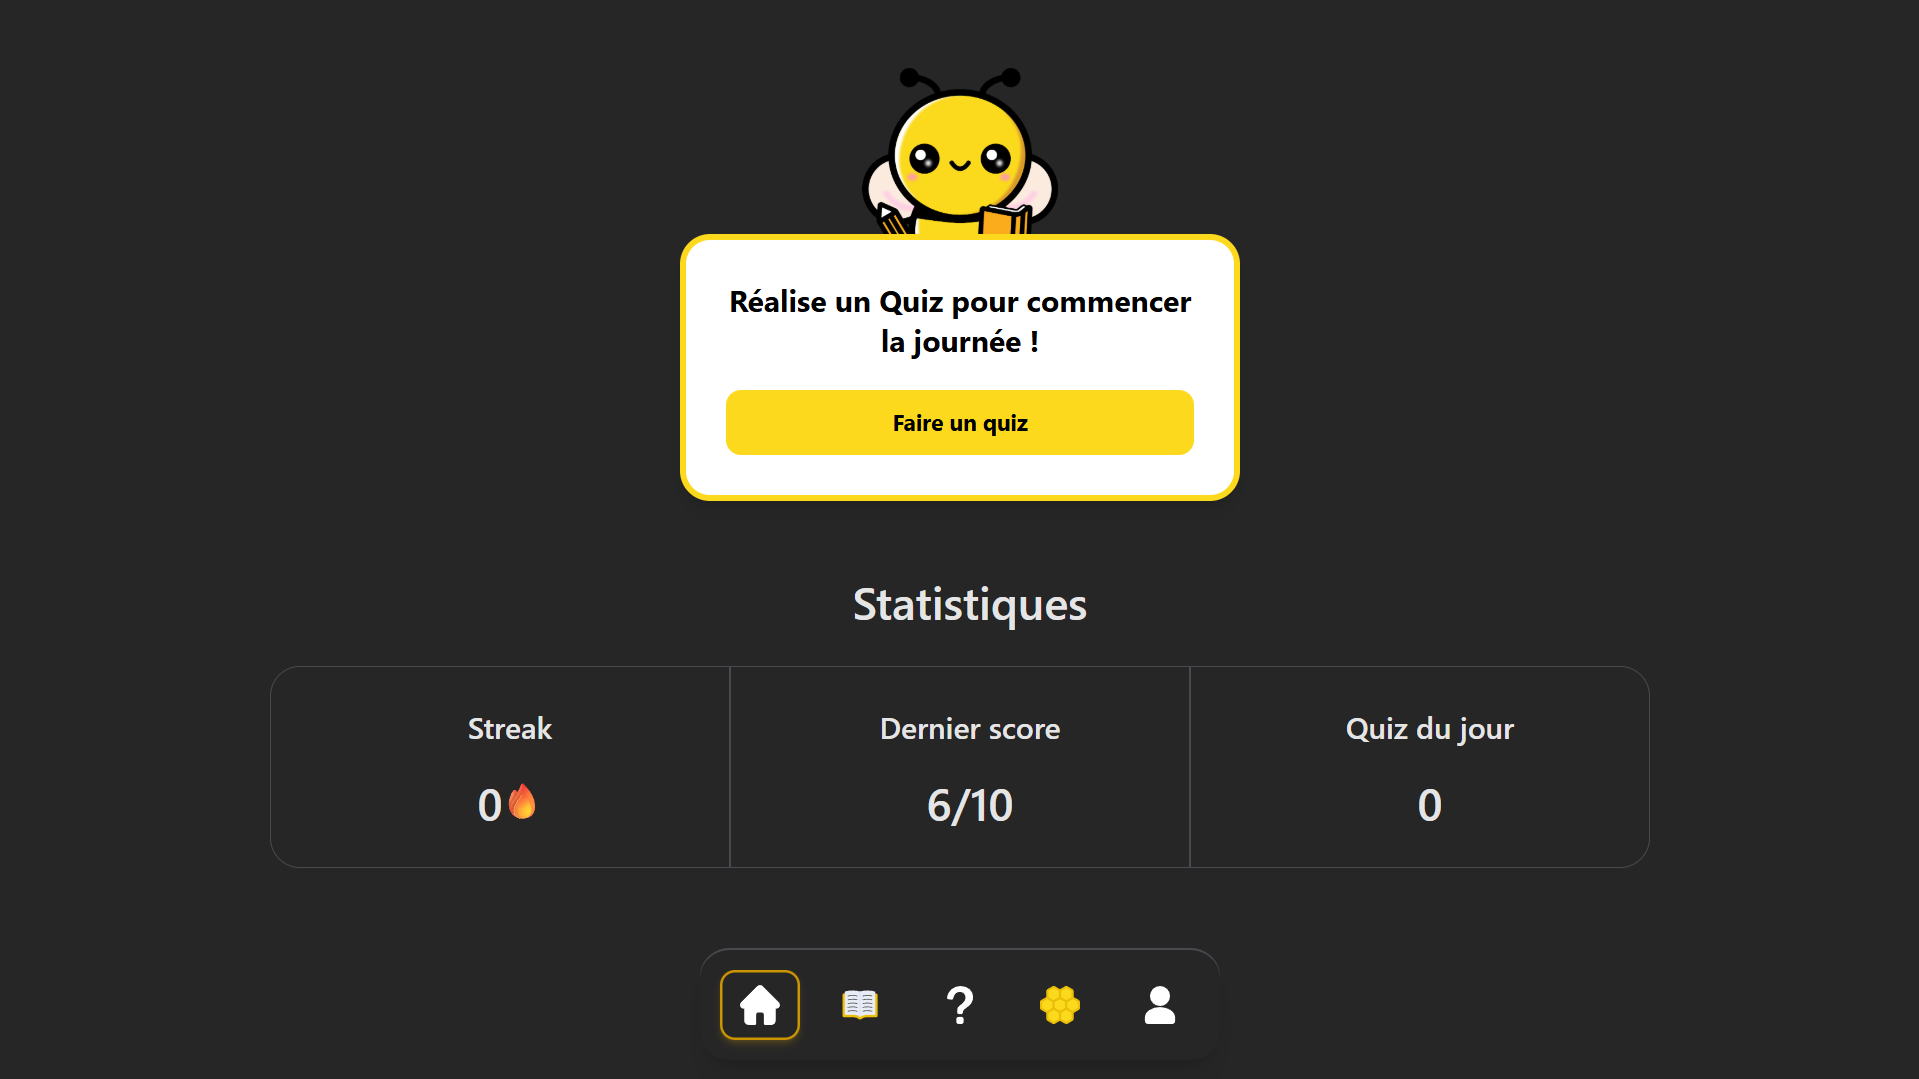 Réalise un Quiz pour commencer
la journée !
Faire un quiz
Statistiques
Streak
Dernier score
Quiz du jour
0
6/10
0
?